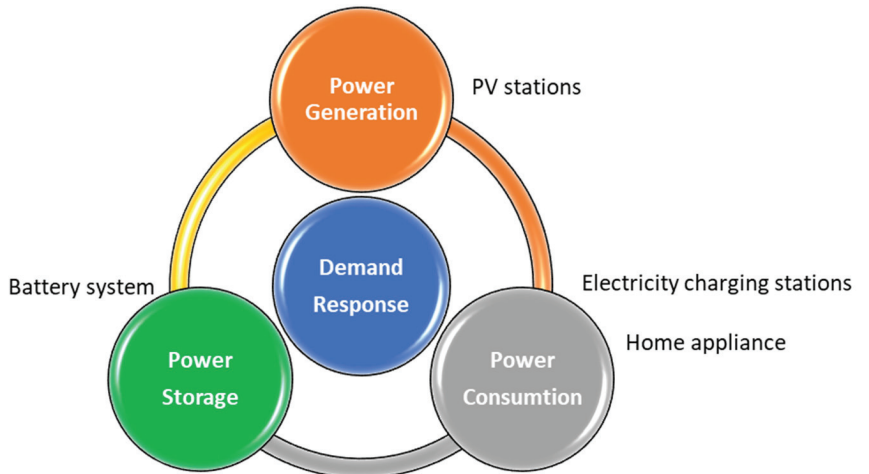 Power
Generation
PV stations
Demand
Response
Battery system
Electricity charging stations
Home appliance
Power
Storage
Power
Consumtion